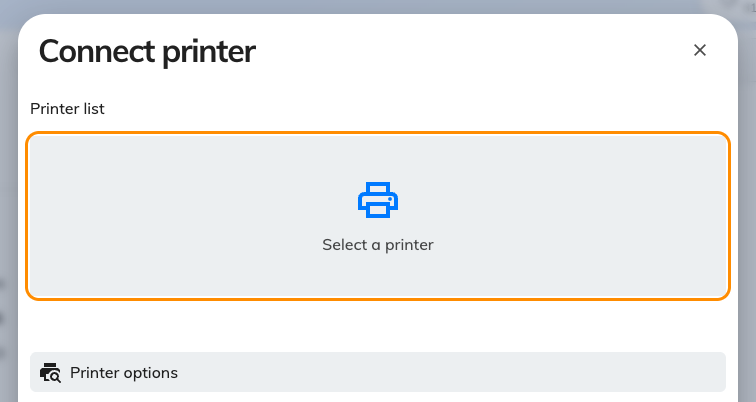 Connect printer
Printer list
Select a printer
Printer options